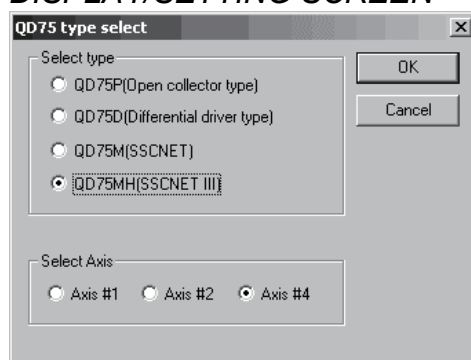 DISPLAY/SETTING SCREEN
QD75 type select
Select type
QD75P(Open collector type)
QD75D(Differential driver type)
QD75M(SSCNET)
QD75MH(SSCNET III)
OK
Cancel
Select Axis
Axis #1 Axis #2 Axis #4